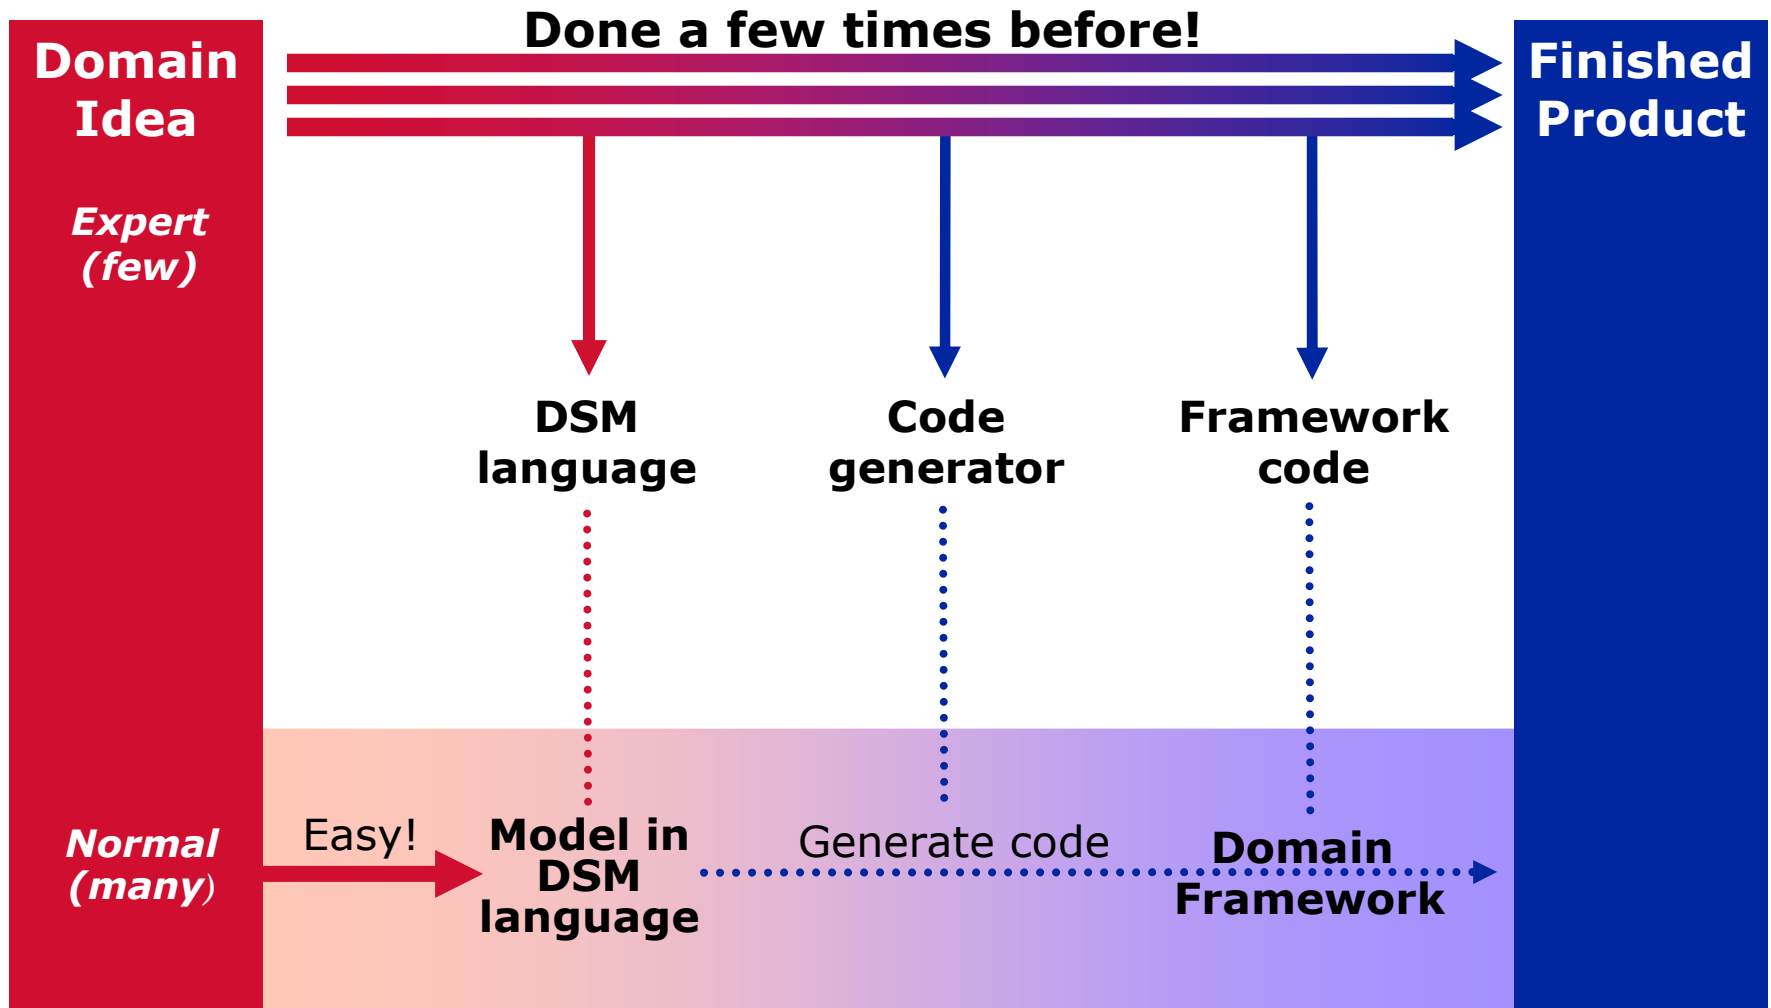 Done a few times before!
Domain
Idea
Finished
Product
Expert
(few)
DSM
language
Code
generator
Framework
code
Normal
(many)
Easy!
Model in
DSM
language
Generate code
Domain
Framework